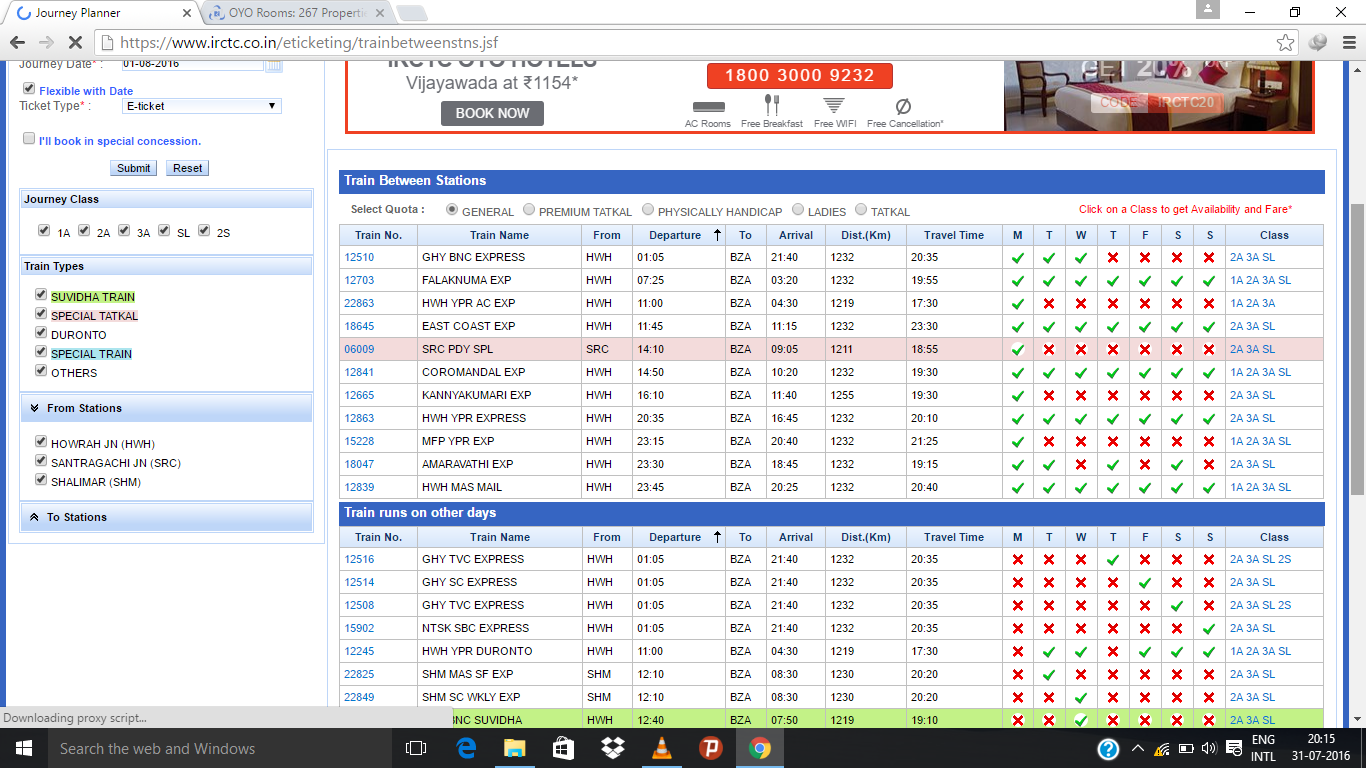 Journey Planner
OYO Rooms: 267 Properti
https://www.irctc.co.in/eticketing/trainbetweenstns.jsf
Journey Date* : 01-08-2016
Flexible with Date
Ticket Type* : E-ticket
I'll book in special concession.
Submit Reset
Journey Class
1A 2A 3A SL 2S
Train Types
SUVIDHA TRAIN
SPECIAL TATKAL
DURONTO
SPECIAL TRAIN
OTHERS
From Stations
HOWRAH JN (HWH)
SANTRAGACHI JN (SRC)
SHALIMAR (SHM)
To Stations
IRCTC OYO HOTELS
Vijayawada at ₹1154*
BOOK NOW
1800 3000 9232
AC Rooms Free Breakfast Free WIFI Free Cancellation*
GET 20%
CODE - IRCTC20
Train Between Stations
Select Quota : GENERAL PREMIUM TATKAL PHYSICALLY HANDICAP LADIES TATKAL Click on a Class to get Availability and Fare*
Train No. Train Name From Departure To Arrival Dist.(Km) Travel Time M T W T F S S Class
12510 GHY BNC EXPRESS HWH 01:05 BZA 21:40 1232 20:35 2A 3A SL
12703 FALAKNUMA EXP HWH 07:25 BZA 03:20 1232 19:55 1A 2A 3A SL
22863 HWH YPR AC EXP HWH 11:00 BZA 04:30 1219 17:30 1A 2A 3A
18645 EAST COAST EXP HWH 11:45 BZA 11:15 1232 23:30 2A 3A SL
06009 SRC PDY SPL SRC 14:10 BZA 09:05 1211 18:55 2A 3A SL
12841 COROMANDAL EXP HWH 14:50 BZA 10:20 1232 19:30 1A 2A 3A SL
12665 KANNYAKUMARI EXP HWH 16:10 BZA 11:40 1255 19:30 2A 3A SL
12863 HWH YPR EXPRESS HWH 20:35 BZA 16:45 1232 20:10 2A 3A SL
15228 MFP YPR EXP HWH 23:15 BZA 20:40 1232 21:25 1A 2A 3A SL
18047 AMARAVATHI EXP HWH 23:30 BZA 18:45 1232 19:15 2A 3A SL
12839 HWH MAS MAIL HWH 23:45 BZA 20:25 1232 20:40 1A 2A 3A SL
Train runs on other days
Train No. Train Name From Departure To Arrival Dist.(Km) Travel Time M T W T F S S Class
12516 GHY TVC EXPRESS HWH 01:05 BZA 21:40 1232 20:35 2A 3A SL 2S
12514 GHY SC EXPRESS HWH 01:05 BZA 21:40 1232 20:35 2A 3A SL
12508 GHY TVC EXPRESS HWH 01:05 BZA 21:40 1232 20:35 2A 3A SL 2S
15902 NTSK SBC EXPRESS HWH 01:05 BZA 21:40 1232 20:35 2A 3A SL
12245 HWH YPR DURONTO HWH 11:00 BZA 04:30 1219 17:30 1A 2A 3A SL
22825 SHM MAS SF EXP SHM 12:10 BZA 08:30 1230 20:20 2A 3A SL
22849 SHM SC WKLY EXP SHM 12:10 BZA 08:30 1230 20:20 2A 3A SL
BNC SUVIDHA HWH 12:40 BZA 07:50 1219 19:10 2A 3A SL
Downloading proxy script...
Search the web and Windows
ENG
INTL
20:15
31-07-2016